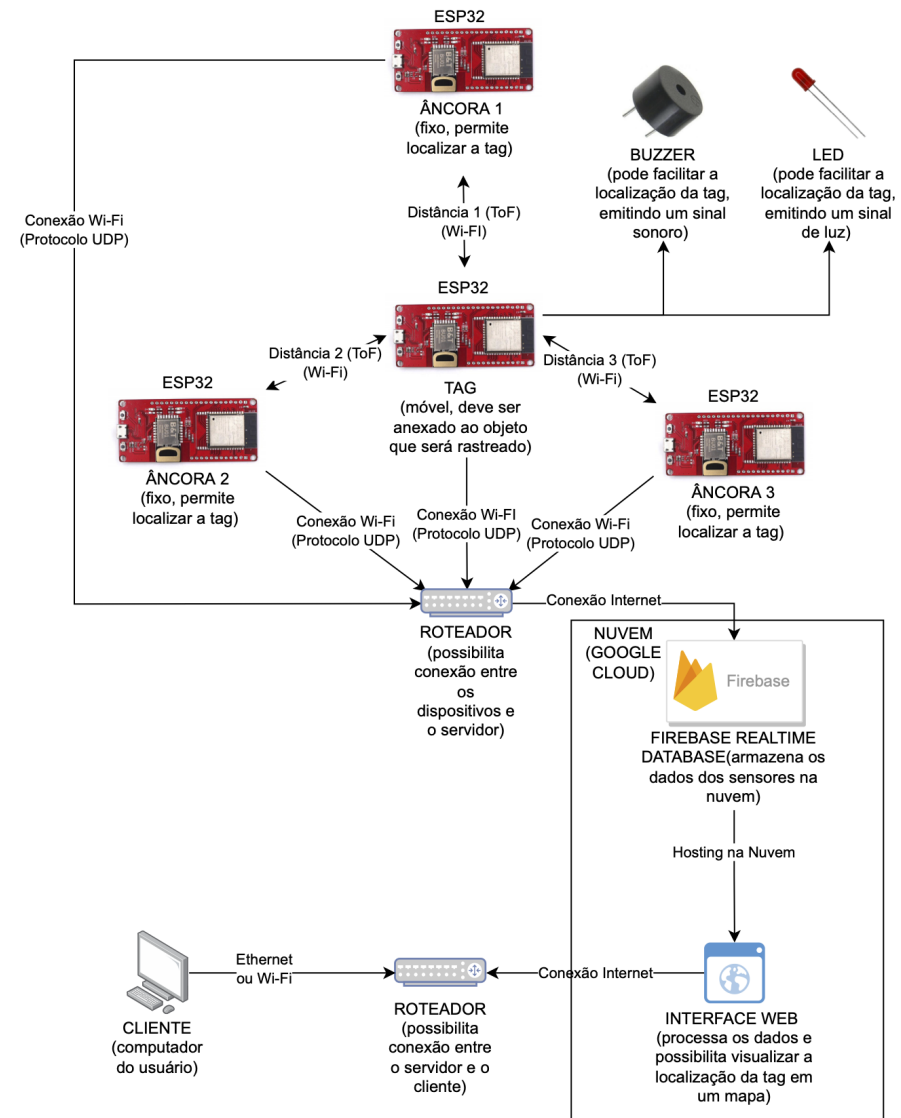 ESP32
ÂNCORA 1
(fixo, permite
localizar a tag)
BUZZER
(pode facilitar a
localização da tag,
emitindo um sinal
sonoro)
LED
(pode facilitar a
localização da tag,
emitindo um sinal
de luz)
Conexão Wi-Fi
(Protocolo UDP)
Distância 1 (ToF)
(Wi-FI)
ESP32
Distância 2 (ToF)
(Wi-Fi)
Distância 3 (ToF)
(Wi-Fi)
TAG
(móvel, deve ser
anexado ao objeto
que será rastreado)
ESP32
ÂNCORA 2
(fixo, permite
localizar a tag)
ESP32
ÂNCORA 3
(fixo, permite
localizar a tag)
Conexão Wi-Fi
(Protocolo UDP)
Conexão Wi-FI
(Protocolo UDP)
Conexão Wi-Fi
(Protocolo UDP)
ROTEADOR
(possibilita
conexão entre
os
dispositivos e
o servidor)
Conexão Internet
NUVEM
(GOOGLE
CLOUD)
Firebase
FIREBASE REALTIME
DATABASE(armazena os
dados dos sensores na
nuvem)
Hosting na Nuvem
CLIENTE
(computador
do usuário)
Ethernet
ou Wi-Fi
ROTEADOR
(possibilita
conexão entre
o servidor e o
cliente)
Conexão Internet
INTERFACE WEB
(processa os dados e
possibilita visualizar a
localização da tag em
um mapa)